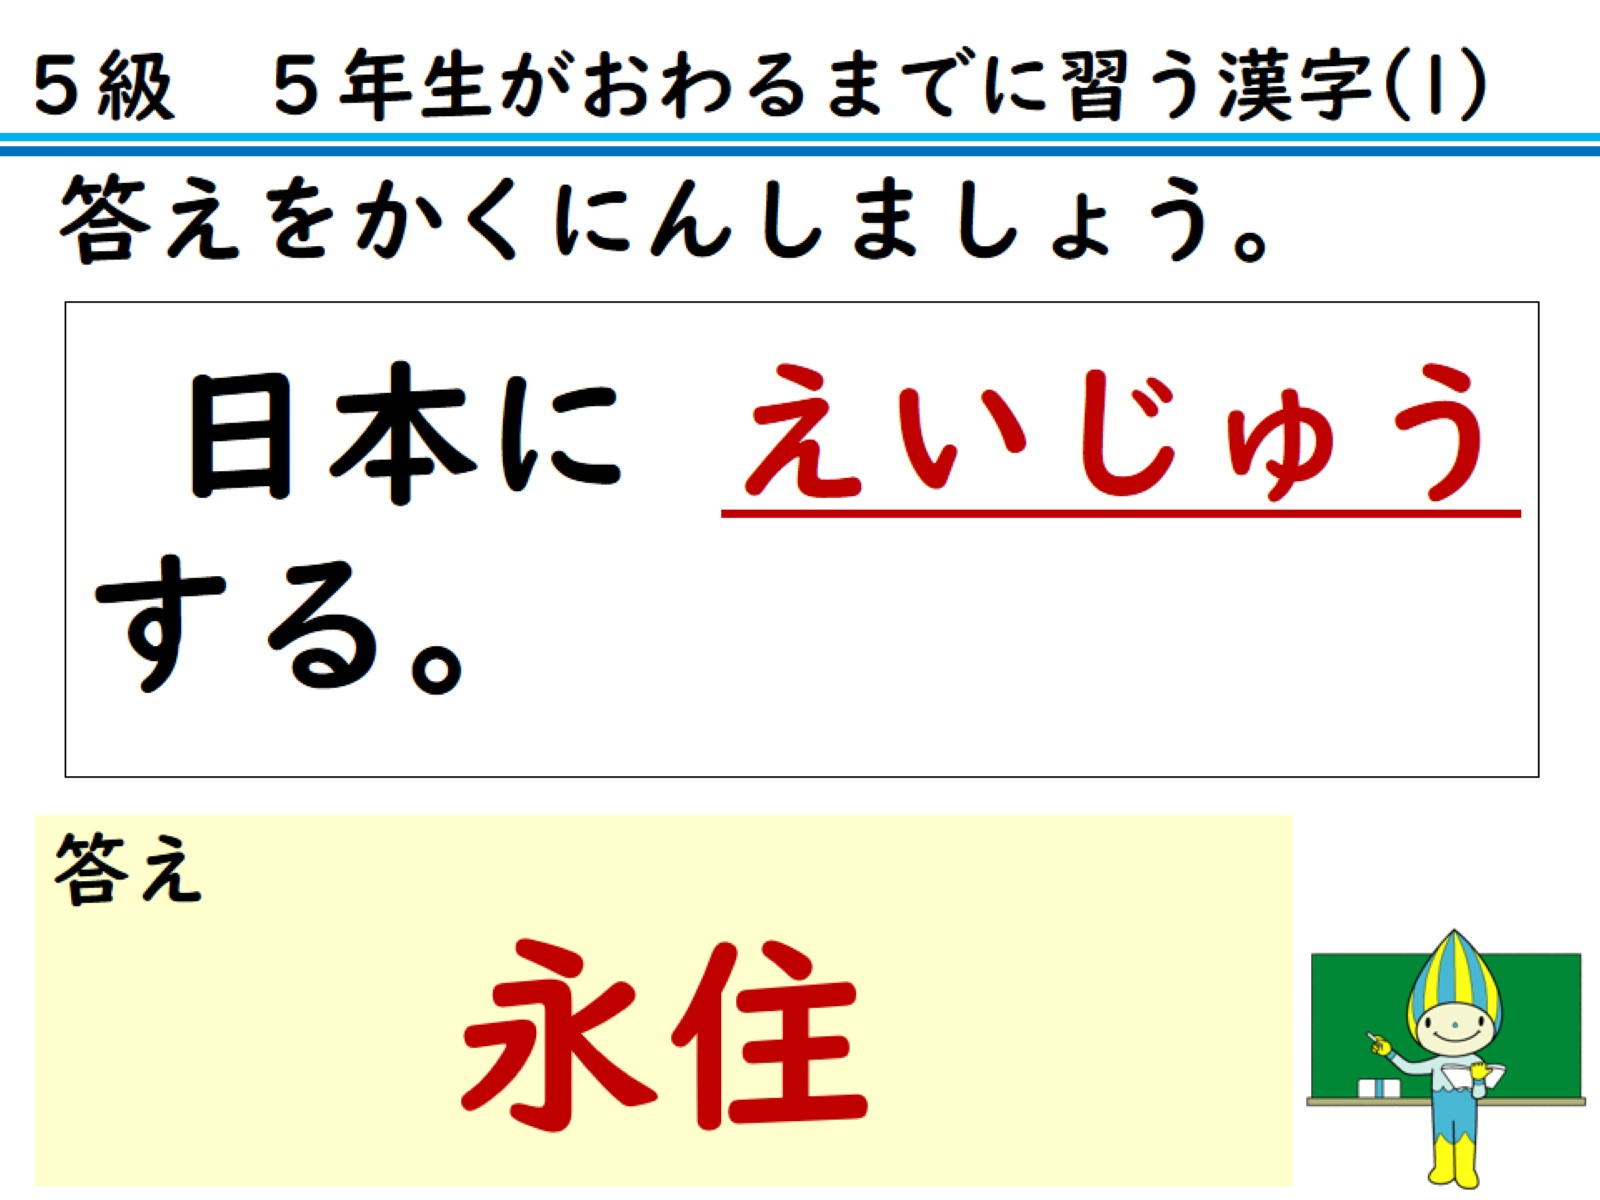 ５級　５年生がおわるまでに習う漢字(1)
答えをかくにんしましょう。
日本に えいじゅう
する。
答え
永住